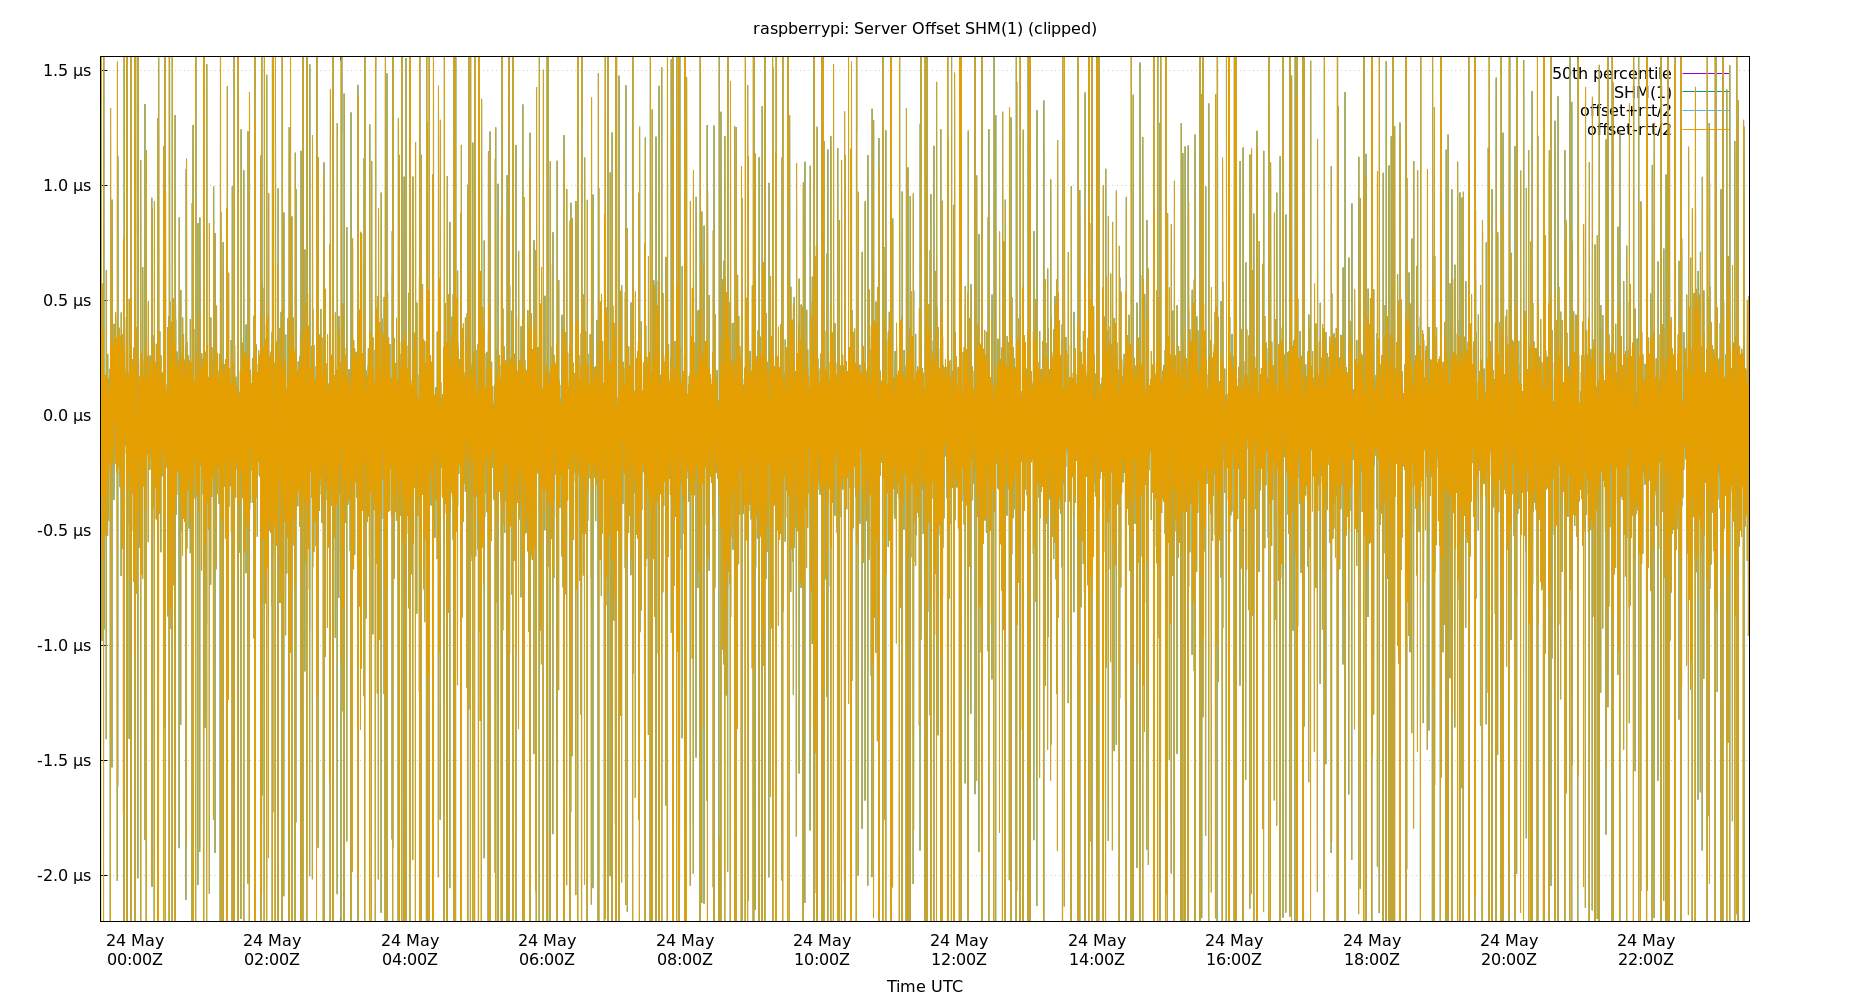 raspberrypi: Server Offset SHM(1) (clipped)
1.5 µs
1.0 µs
0.5 µs
0.0 µs
-0.5 µs
-1.0 µs
-1.5 µs
-2.0 µs
50th percentile
SHM(1)
offset+rtt/2
offset-rtt/2
24 May 24 May 24 May 24 May 24 May 24 May 24 May 24 May 24 May 24 May 24 May 24 May
00:00Z 02:00Z 04:00Z 06:00Z 08:00Z 10:00Z 12:00Z 14:00Z 16:00Z 18:00Z 20:00Z 22:00Z
Time UTC